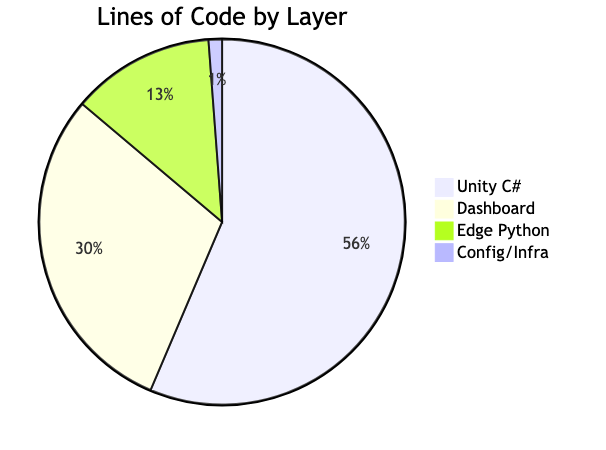 Lines of Code by Layer
1%
13%
30%
56%
Unity C#
Dashboard
Edge Python
Config/Infra